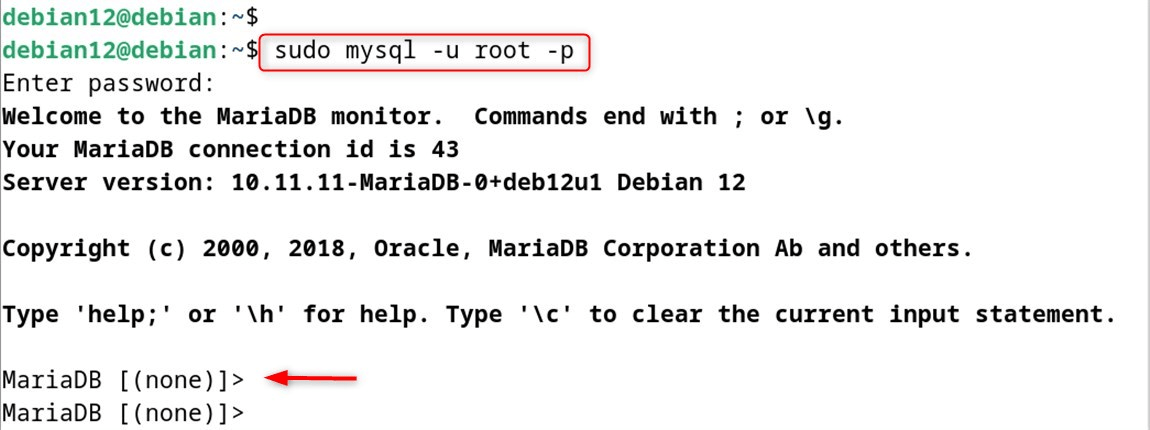 debian12@debian:~$
debian12@debian:~$ sudo mysql -u root -p
Enter password:
Welcome to the MariaDB monitor.  Commands end with ; or \g.
Your MariaDB connection id is 43
Server version: 10.11.11-MariaDB-0+deb12u1 Debian 12
Copyright (c) 2000, 2018, Oracle, MariaDB Corporation Ab and others.
Type 'help;' or '\h' for help. Type '\c' to clear the current input statement.
MariaDB [(none)]>
MariaDB [(none)]>